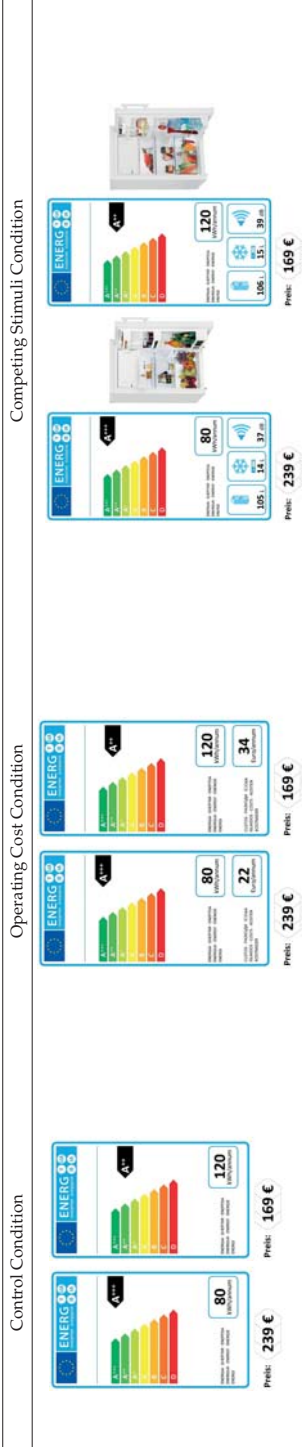 Control Condition
ENERG
A+++
A++
A+
A
B
C
D
A+++
80
kWh/annum
Preis: 239 €
ENERG
A+++
A++
A+
A
B
C
D
A++
120
kWh/annum
Preis: 169 €
Operating Cost Condition
ENERG
A+++
A++
A+
A
B
C
D
A+++
80
kWh/annum
22
Euro/annum
Preis: 239 €
ENERG
A+++
A++
A+
A
B
C
D
A++
120
kWh/annum
34
Euro/annum
Preis: 169 €
Competing Stimuli Condition
ENERG
A+++
A++
A+
A
B
C
D
A+++
80
kWh/annum
105 L
14 L
37 dB
Preis: 239 €
ENERG
A+++
A++
A+
A
B
C
D
A++
120
kWh/annum
106 L
15 L
39 dB
Preis: 169 €